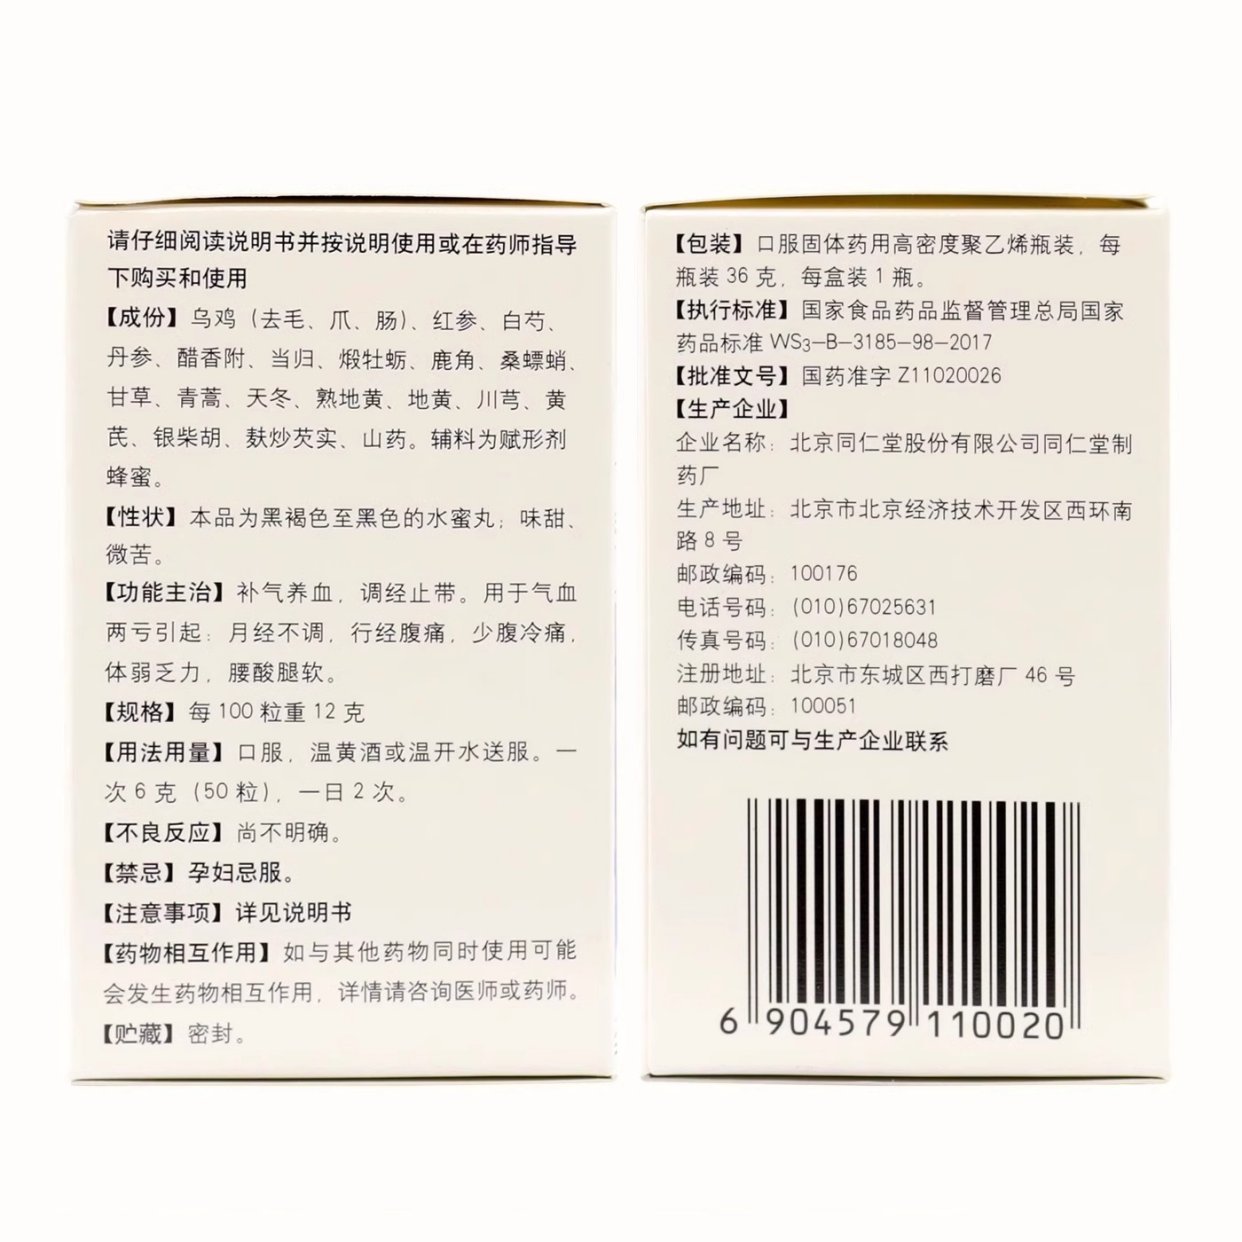 请仔细阅读说明书并按说明使用或在药师指导
下购买和使用
【成份】乌鸡（去毛、爪、肠）、红参、白芍、
丹参、醋香附、当归、煅牡蛎、鹿角、桑螵蛸、
甘草、青蒿、天冬、熟地黄、地黄、川芎、黄
芪、银柴胡、麸炒芡实、山药。辅料为赋形剂
蜂蜜。
【性状】本品为黑褐色至黑色的水蜜丸；味甜、
微苦。
【功能主治】补气养血，调经止带。用于气血
两亏引起：月经不调，行经腹痛，少腹冷痛，
体弱乏力，腰酸腿软。
【规格】每100粒重12克
【用法用量】口服，温黄酒或温开水送服。一
次6克（50粒），一日2次。
【不良反应】尚不明确。
【禁忌】孕妇忌服。
【注意事项】详见说明书
【药物相互作用】如与其他药物同时使用可能
会发生药物相互作用，详情请咨询医师或药师。
【贮藏】密封。
【包装】口服固体药用高密度聚乙烯瓶装，每
瓶装36克，每盒装1瓶。
【执行标准】国家食品药品监督管理总局国家
药品标准WS3-B-3185-98-2017
【批准文号】国药准字Z11020026
【生产企业】
企业名称：北京同仁堂股份有限公司同仁堂制
药厂
生产地址：北京市北京经济技术开发区西环南
路8号
邮政编码：100176
电话号码：(010)67025631
传真号码：(010)67018048
注册地址：北京市东城区西打磨厂46号
邮政编码：100051
如有问题可与生产企业联系
6 904579 110020